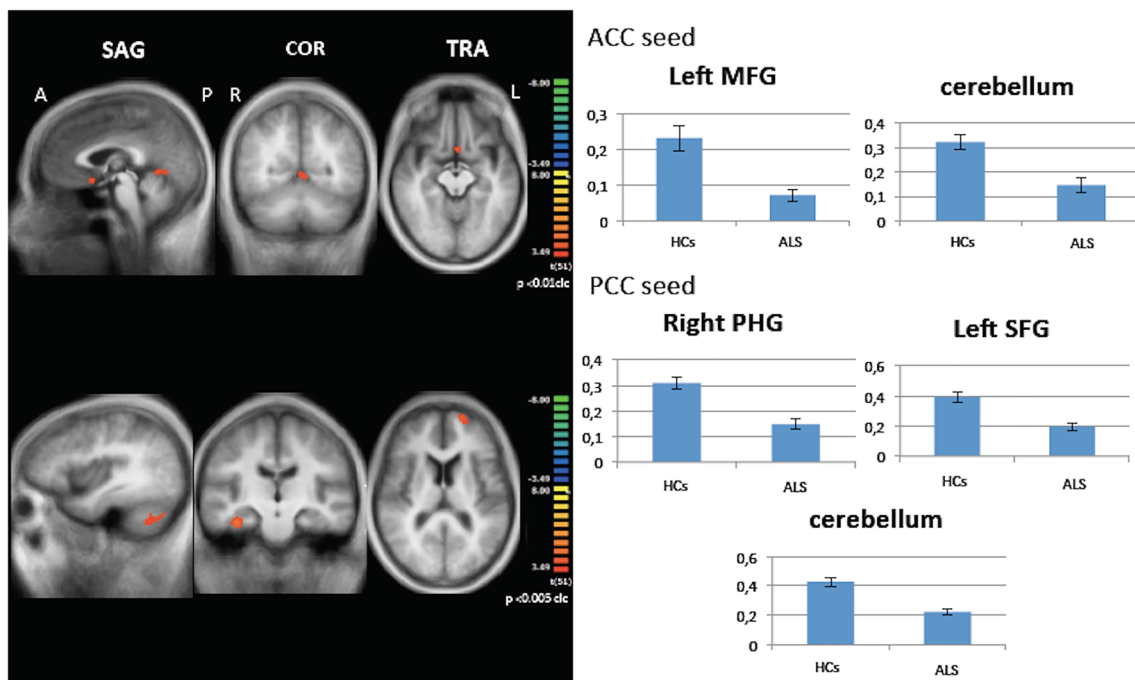 SAG COR TRA
A P R L
-8.00
-3.49
8.00
3.49
t(51)
p <0.01clc
-8.00
-3.49
8.00
3.49
t(51)
p <0.005 clc
ACC seed
Left MFG
0,3
0,2
0,1
0
HCs ALS
cerebellum
0,4
0,3
0,2
0,1
0
HCs ALS
PCC seed
Right PHG
0,4
0,3
0,2
0,1
0
HCs ALS
Left SFG
0,6
0,4
0,2
0
HCs ALS
cerebellum
0,6
0,4
0,2
0
HCs ALS